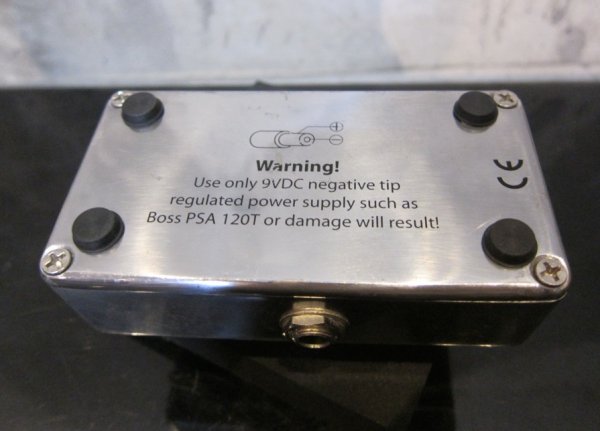 Warning!
Use only 9VDC negative tip
regulated power supply such as
Boss PSA 120T or damage will result!
CE